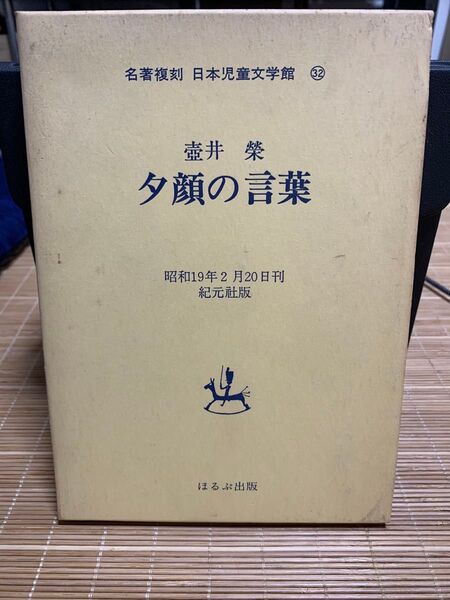 名著複刻 日本児童文学館 ㉜
壺井 榮
夕顔の言葉
昭和19年2月20日刊
紀元社版
ほるぷ出版